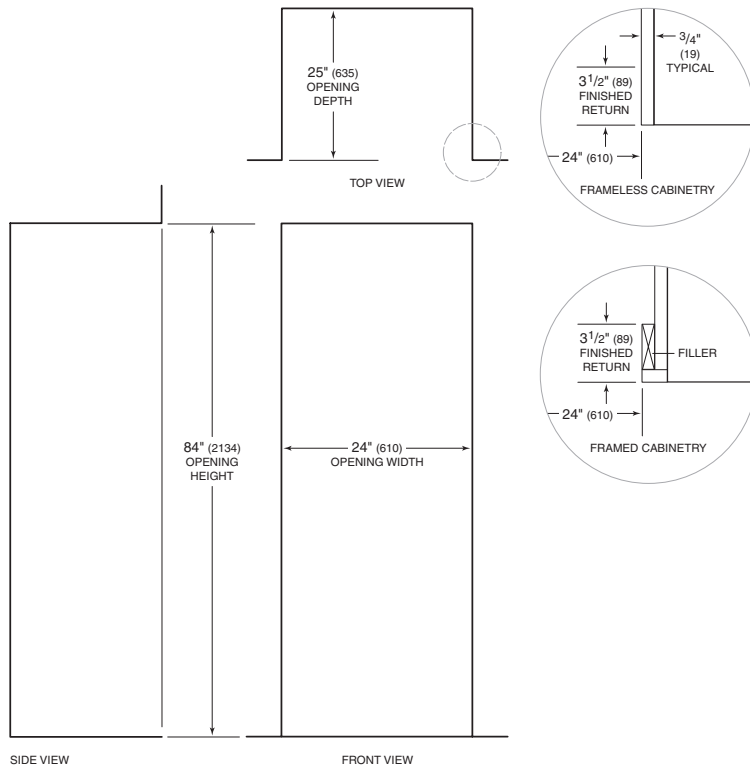 25" (635)
OPENING
DEPTH
TOP VIEW
3/4"
(19)
TYPICAL
3 1/2" (89)
FINISHED
RETURN
24" (610)
FRAMELESS CABINETRY
3 1/2" (89)
FINISHED
RETURN
FILLER
24" (610)
FRAMED CABINETRY
84" (2134)
OPENING
HEIGHT
24" (610)
OPENING WIDTH
SIDE VIEW
FRONT VIEW